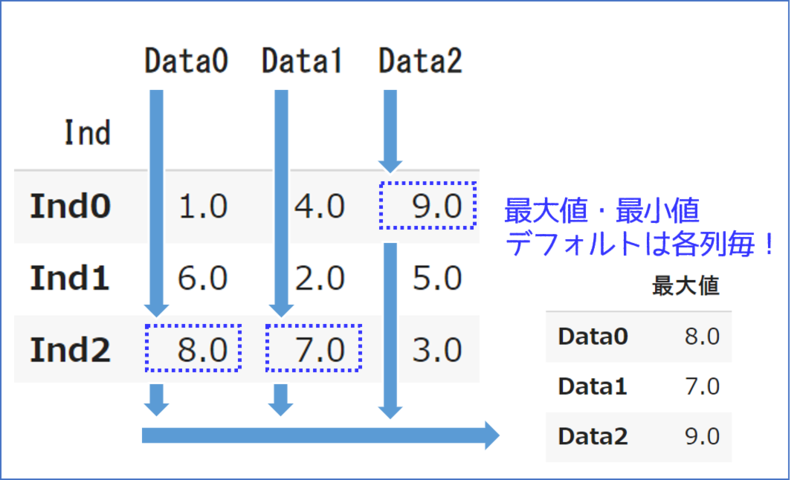 Data0 Data1 Data2
Ind
Ind0 1.0 4.0 9.0
Ind1 6.0 2.0 5.0
Ind2 8.0 7.0 3.0
最大値・最小値
デフォルトは各列毎！
最大値
Data0 8.0
Data1 7.0
Data2 9.0